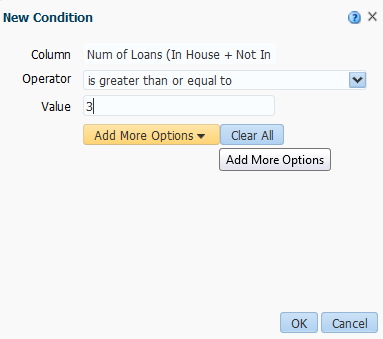 New Condition ?
Column Num of Loans (In House + Not In
Operator is greater than or equal to
Value 3
Add More Options Clear All
Add More Options
OK Cancel